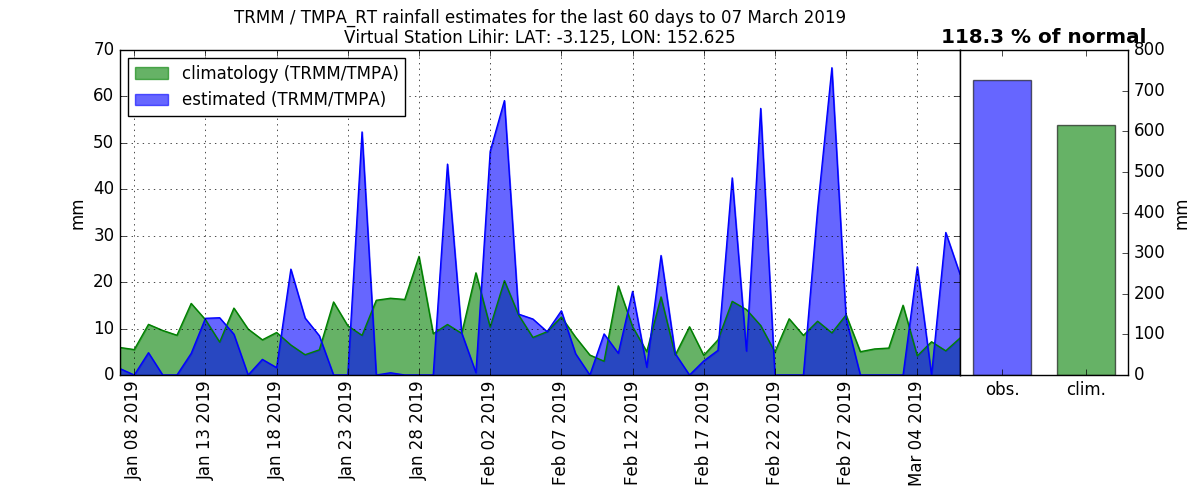 TRMM / TMPA_RT rainfall estimates for the last 60 days to 07 March 2019
Virtual Station Lihir: LAT: -3.125, LON: 152.625
118.3 % of normal
climatology (TRMM/TMPA)
estimated (TRMM/TMPA)
70
60
50
40
30
20
10
0
mm
800
700
600
500
400
300
200
100
0
mm
Jan 08 2019
Jan 13 2019
Jan 18 2019
Jan 23 2019
Jan 28 2019
Feb 02 2019
Feb 07 2019
Feb 12 2019
Feb 17 2019
Feb 22 2019
Feb 27 2019
Mar 04 2019
obs.
clim.